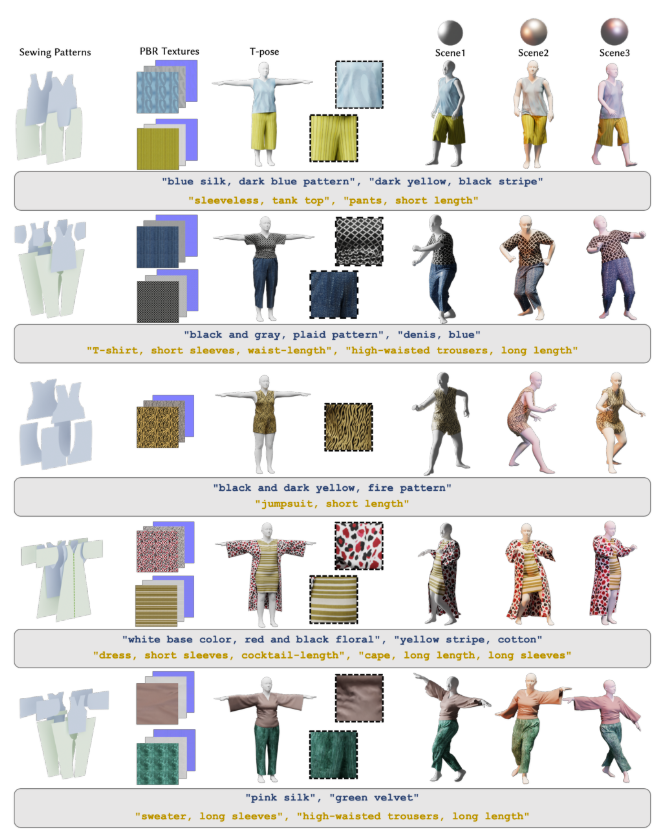 Sewing Patterns
PBR Textures
T-pose
Scene1
Scene2
Scene3
"blue silk, dark blue pattern", "dark yellow, black stripe"
"sleeveless, tank top", "pants, short length"
"black and gray, plaid pattern", "denis, blue"
"T-shirt, short sleeves, waist-length", "high-waisted trousers, long length"
"black and dark yellow, fire pattern"
"jumpsuit, short length"
"white base color, red and black floral", "yellow stripe, cotton"
"dress, short sleeves, cocktail-length", "cape, long length, long sleeves"
"pink silk", "green velvet"
"sweater, long sleeves", "high-waisted trousers, long length"